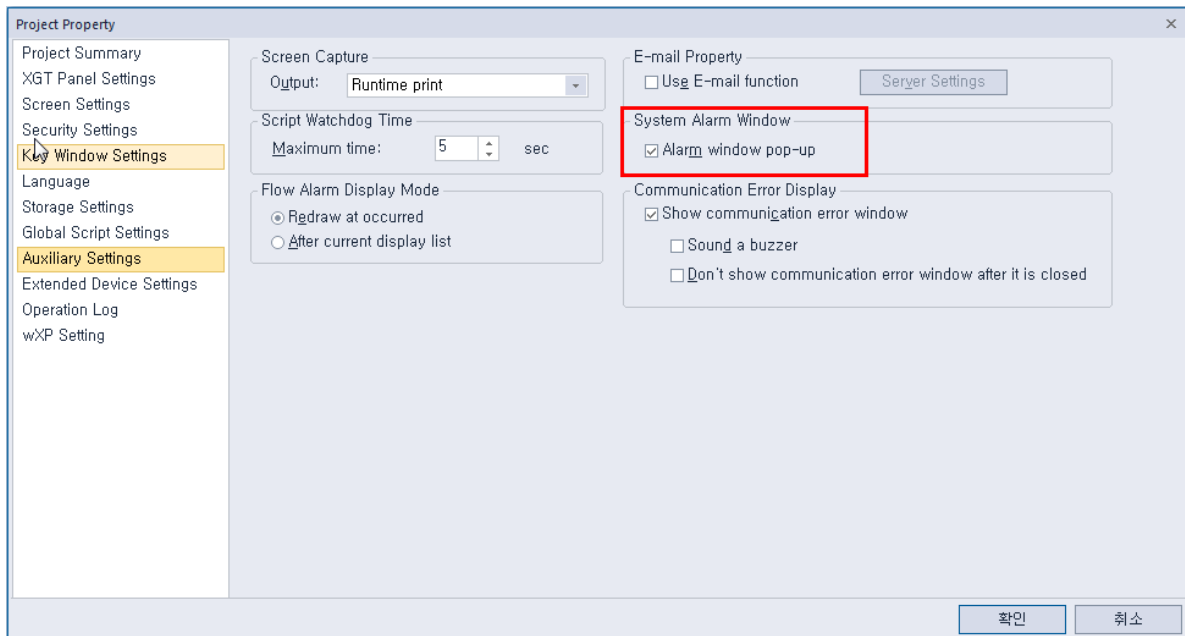 Project Property
Project Summary
XGT Panel Settings
Screen Settings
Security Settings
Key Window Settings
Language
Storage Settings
Global Script Settings
Auxiliary Settings
Extended Device Settings
Operation Log
wXP Setting
Screen Capture
Output: Runtime print
Script Watchdog Time
Maximum time: 5 sec
Flow Alarm Display Mode
Redraw at occurred
After current display list
E-mail Property
Use E-mail function Server Settings
System Alarm Window
Alarm window pop-up
Communication Error Display
Show communication error window
Sound a buzzer
Don't show communication error window after it is closed
확인 취소